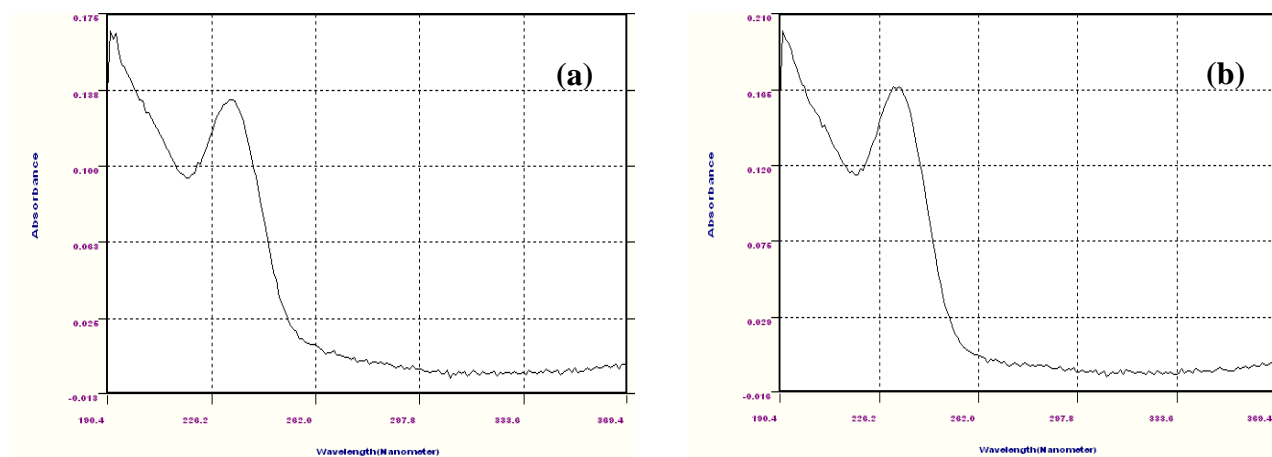 0.175
(a)
0.138
0.100
Absorbance
0.063
0.025
-0.013
190.4 226.2 262.0 297.8 333.6 369.4
Wavelength(Nanometer)
0.210
(b)
0.165
0.120
Absorbance
0.075
0.029
-0.016
190.4 226.2 262.0 297.8 333.6 369.4
Wavelength(Nanometer)